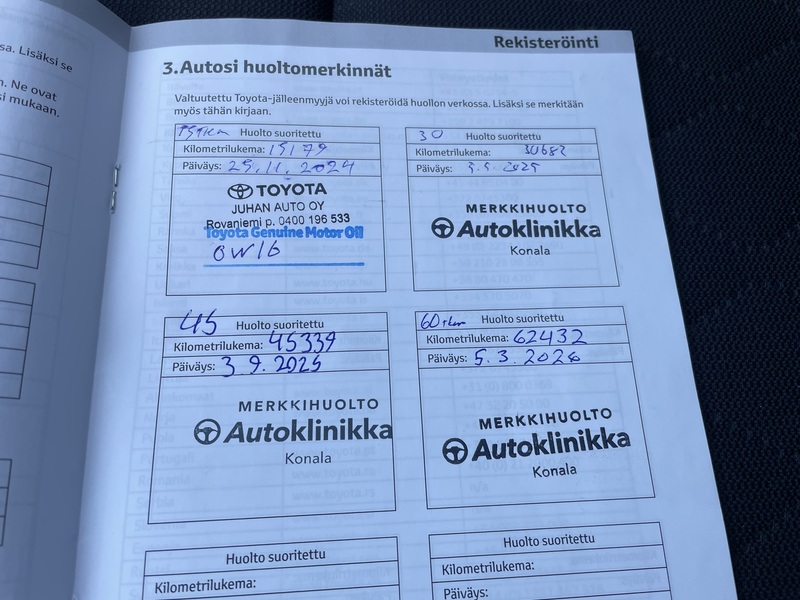 sa. Lisäksi se
n. Ne ovat
si mukaan.
Rekisteröinti
3.Autosi huoltomerkinnät
Valtuutettu Toyota-jälleenmyyjä voi rekisteröidä huollon verkossa. Lisäksi se merkitään
myös tähän kirjaan.
Huolto suoritettu
Kilometrilukema: 15179
Päiväys: 25.11.2024
TOYOTA
JUHAN AUTO OY
Rovaniemi p. 0400 196 533
Toyota Genuine Motor Oil
0W16
30 Huolto suoritettu
Kilometrilukema: 30682
Päiväys: 5.2025
MERKKIHUOLTO
Autoklinikka
Konala
45 Huolto suoritettu
Kilometrilukema: 45339
Päiväys: 3.9.2025
MERKKIHUOLTO
Autoklinikka
Konala
60 tkm Huolto suoritettu
Kilometrilukema: 62432
Päiväys: 5.3.2026
MERKKIHUOLTO
Autoklinikka
Konala
Huolto suoritettu
Kilometrilukema:
Huolto suoritettu
Kilometrilukema:
Päiväys: